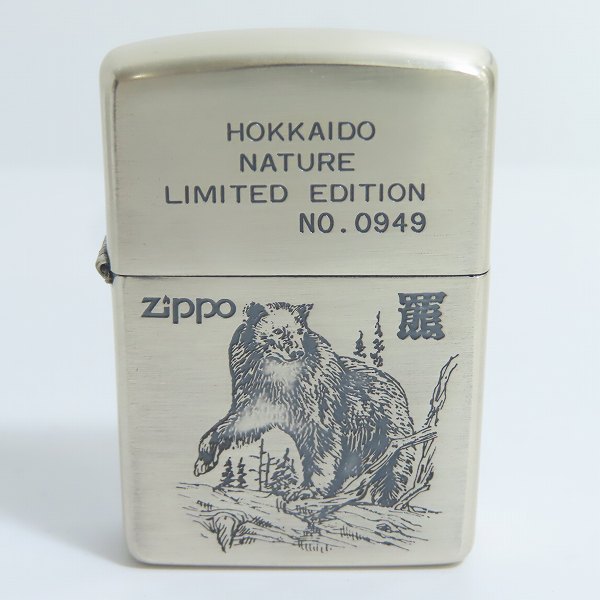 HOKKAIDO
NATURE
LIMITED EDITION
NO.0949
Zippo 羆